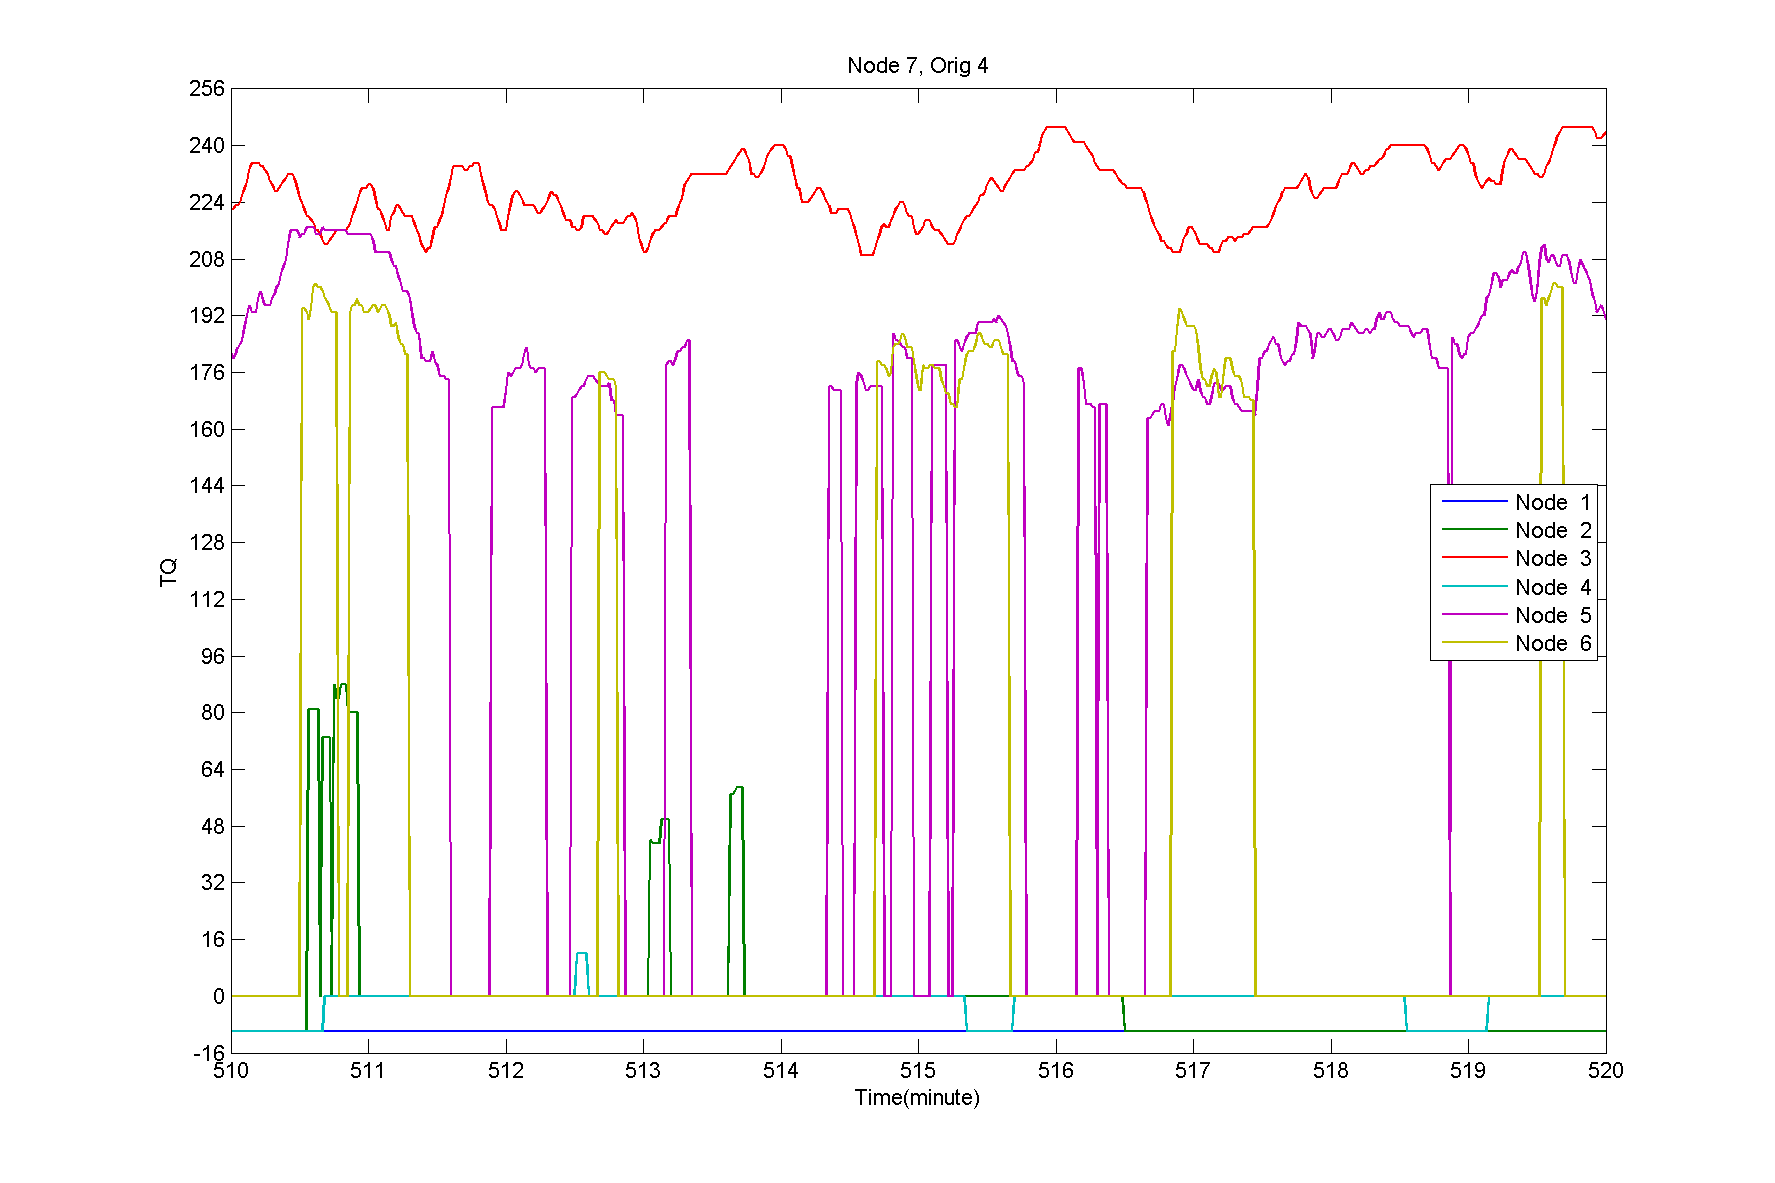 Node 7, Orig 4
256
240
224
208
192
176
160
144
128
112
96
80
64
48
32
16
0
-16
TQ
510 511 512 513 514 515 516 517 518 519 520
Time(minute)
Node 1
Node 2
Node 3
Node 4
Node 5
Node 6